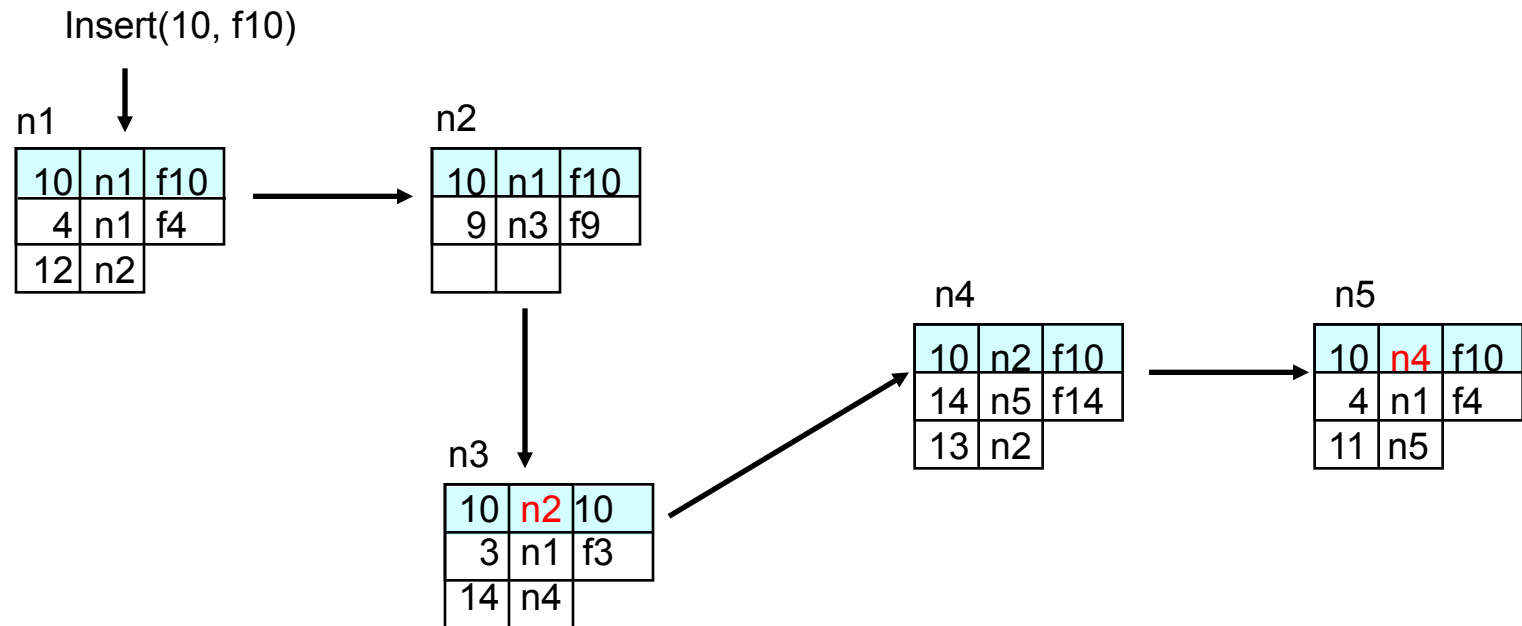 Insert(10, f10)
n1
10 n1 f10
4 n1 f4
12 n2
n2
10 n1 f10
9 n3 f9
n3
10 n2 10
3 n1 f3
14 n4
n4
10 n2 f10
14 n5 f14
13 n2
n5
10 n4 f10
4 n1 f4
11 n5